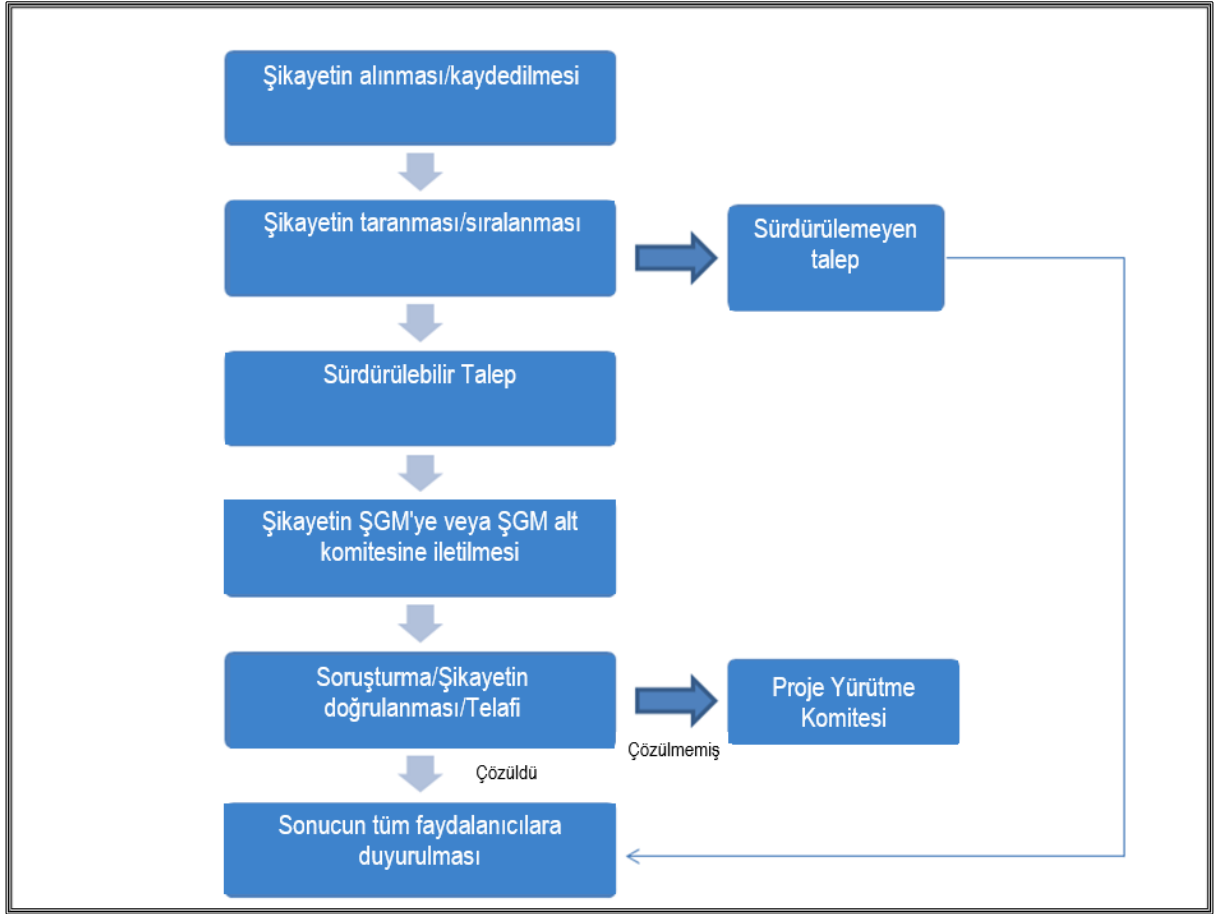 Şikayetin alınması/kaydedilmesi
Şikayetin taranması/sıralanması
Sürdürülemeyen
talep
Sürdürülebilir Talep
Şikayetin ŞGM'ye veya ŞGM alt
komitesine iletilmesi
Soruşturma/Şikayetin
doğrulanması/Telafi
Proje Yürütme
Komitesi
Çözülmemiş
Çözüldü
Sonucun tüm faydalanıcılara
duyurulması